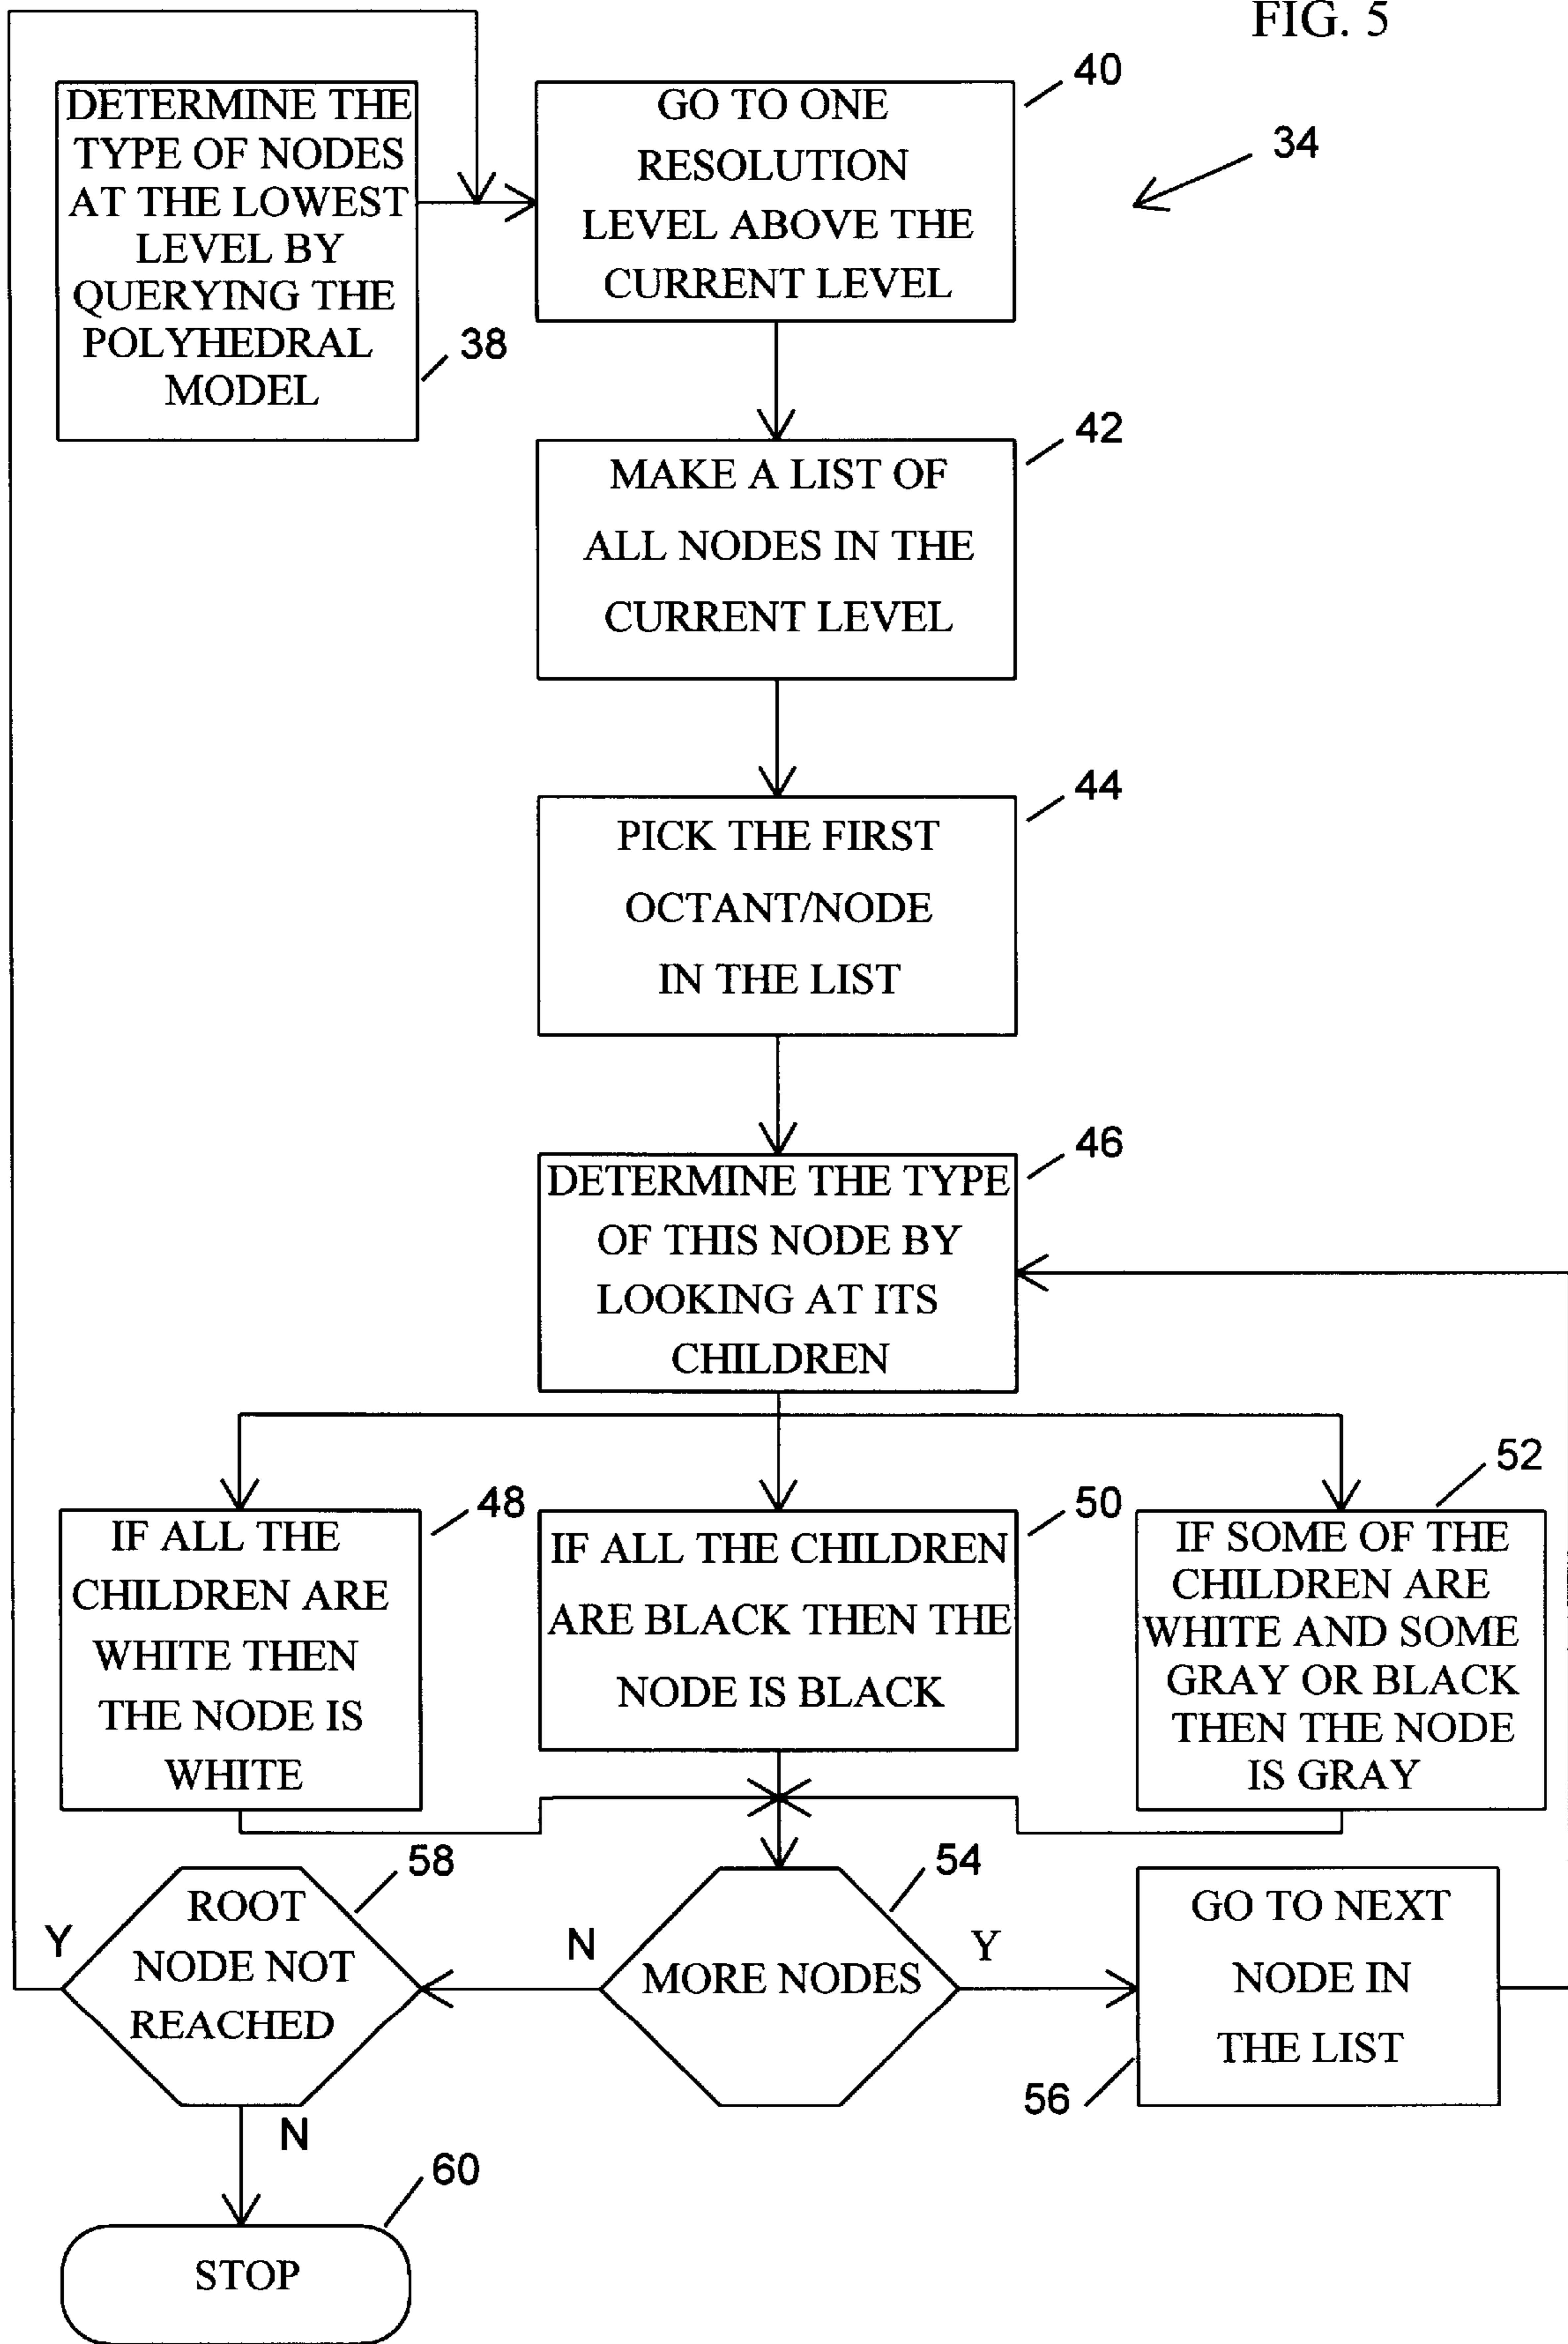 FIG. 5
DETERMINE THE
TYPE OF NODES
AT THE LOWEST
LEVEL BY
QUERYING THE
POLYHEDRAL
MODEL
38
GO TO ONE
RESOLUTION
LEVEL ABOVE THE
CURRENT LEVEL
40
34
MAKE A LIST OF
ALL NODES IN THE
CURRENT LEVEL
42
PICK THE FIRST
OCTANT/NODE
IN THE LIST
44
DETERMINE THE TYPE
OF THIS NODE BY
LOOKING AT ITS
CHILDREN
46
IF ALL THE
CHILDREN ARE
WHITE THEN
THE NODE IS
WHITE
48
IF ALL THE CHILDREN
ARE BLACK THEN THE
NODE IS BLACK
50
IF SOME OF THE
CHILDREN ARE
WHITE AND SOME
GRAY OR BLACK
THEN THE NODE
IS GRAY
52
ROOT
NODE NOT
REACHED
58
Y
N
MORE NODES
54
N
Y
GO TO NEXT
NODE IN
THE LIST
56
STOP
60